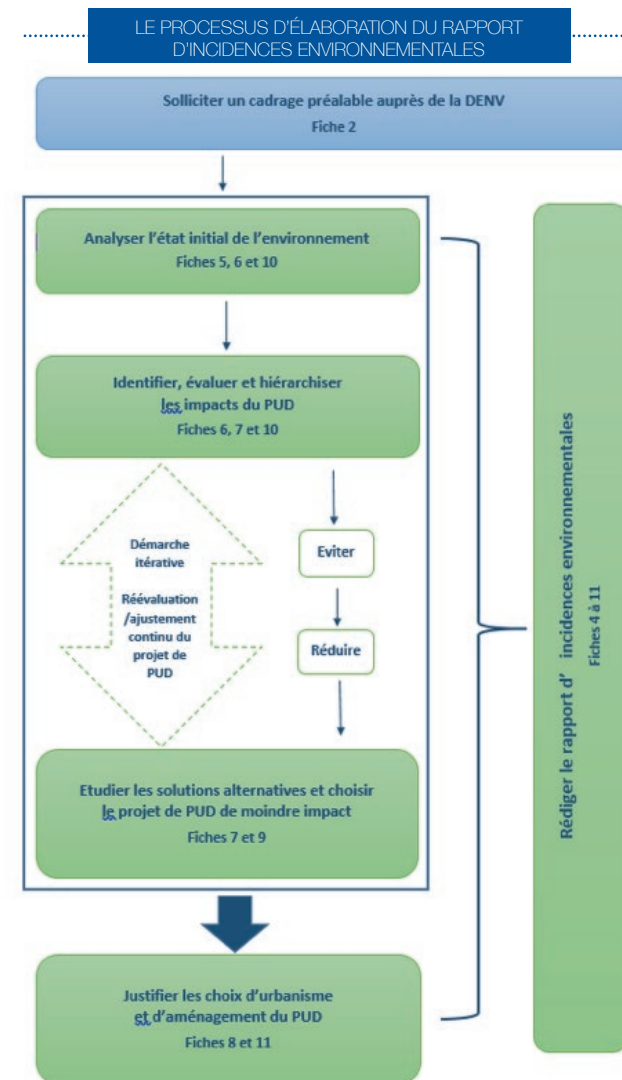 LE PROCESSUS D'ÉLABORATION DU RAPPORT
D'INCIDENCES ENVIRONNEMENTALES
Solliciter un cadrage préalable auprès de la DENV
Fiche 2
Analyser l'état initial de l'environnement
Fiches 5, 6 et 10
Identifier, évaluer et hiérarchiser
les impacts du PUD
Fiches 6, 7 et 10
Démarche
itérative
Réévaluation
/ajustement
continu du
projet de
PUD
Eviter
Réduire
Etudier les solutions alternatives et choisir
le projet de PUD de moindre impact
Fiches 7 et 9
Justifier les choix d'urbanisme
et d'aménagement du PUD
Fiches 8 et 11
Rédiger le rapport d' incidences environnementales
Fiches 4 à 11